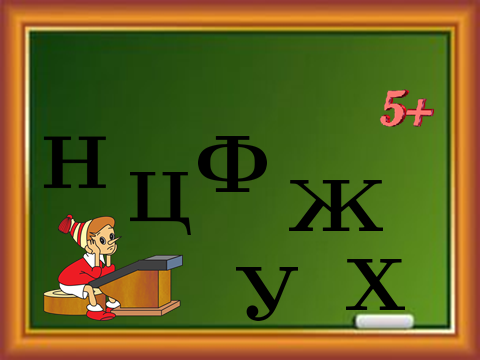 5+
Н Ц Ф Ж
У Х